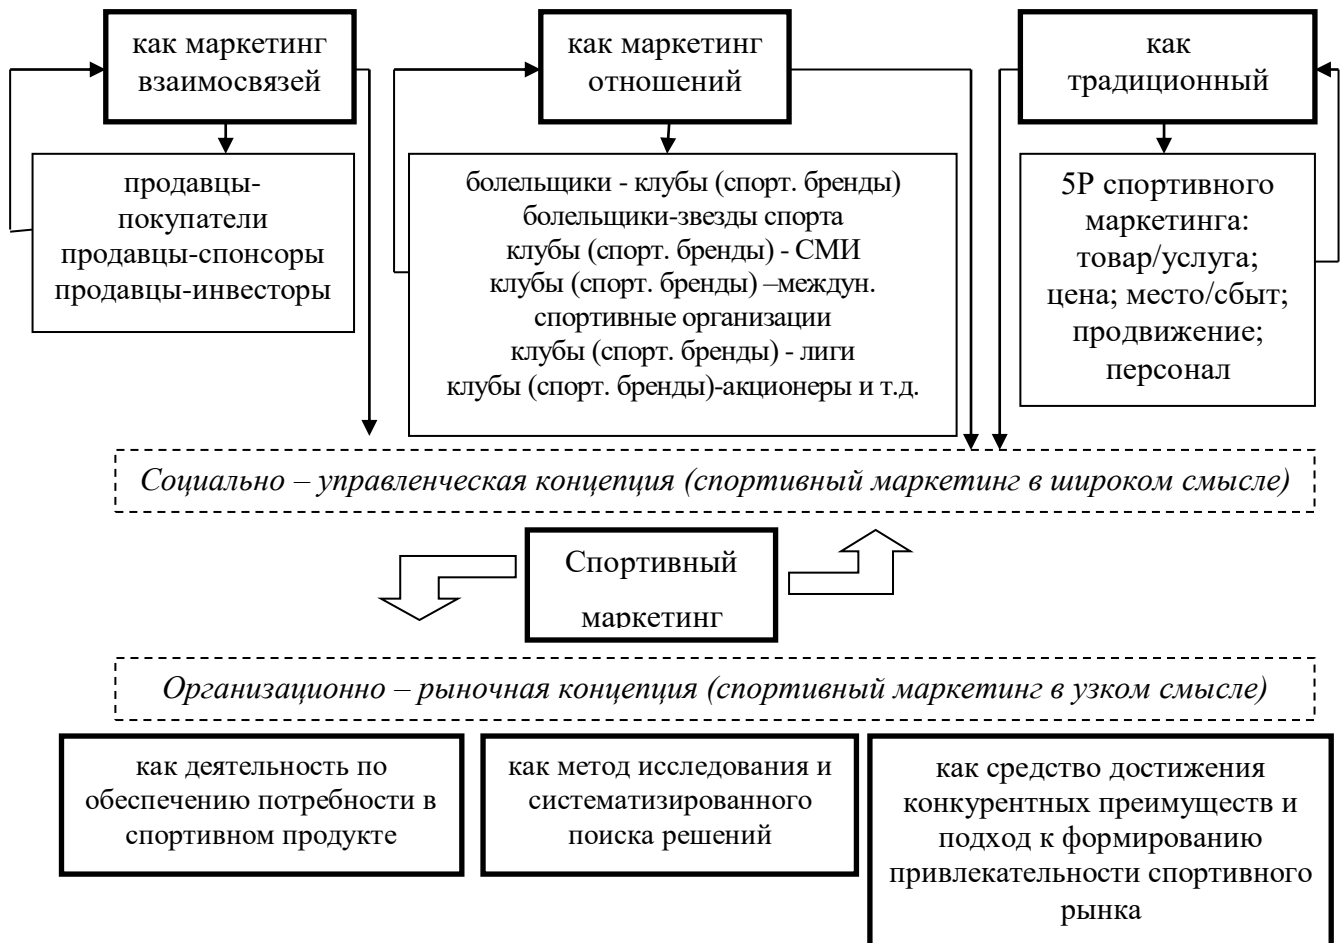 как маркетинг
взаимосвязей
как маркетинг
отношений
как
традиционный
продавцы-
покупатели
продавцы-спонсоры
продавцы-инвесторы
болельщики - клубы (спорт. бренды)
болельщики-звезды спорта
клубы (спорт. бренды) - СМИ
клубы (спорт. бренды) –междун.
спортивные организации
клубы (спорт. бренды) - лиги
клубы (спорт. бренды)-акционеры и т.д.
5Р спортивного
маркетинга:
товар/услуга;
цена; место/сбыт;
продвижение;
персонал
Социально – управленческая концепция (спортивный маркетинг в широком смысле)
Спортивный
маркетинг
Организационно – рыночная концепция (спортивный маркетинг в узком смысле)
как деятельность по
обеспечению потребности в
спортивном продукте
как метод исследования и
систематизированного
поиска решений
как средство достижения
конкурентных преимуществ и
подход к формированию
привлекательности спортивного
рынка